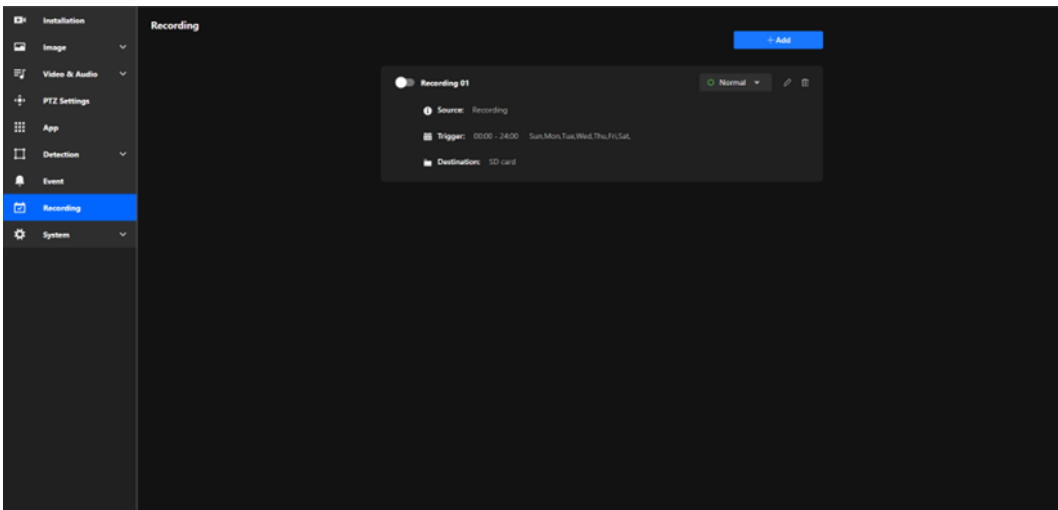 Installation
Image
Video & Audio
PTZ Settings
App
Detection
Event
Recording
System
Recording
+ Add
Recording 01
Normal
Source: Recording
Trigger: 00:00 - 24:00 Sun,Mon,Tue,Wed,Thu,Fri,Sat,
Destination: SD card